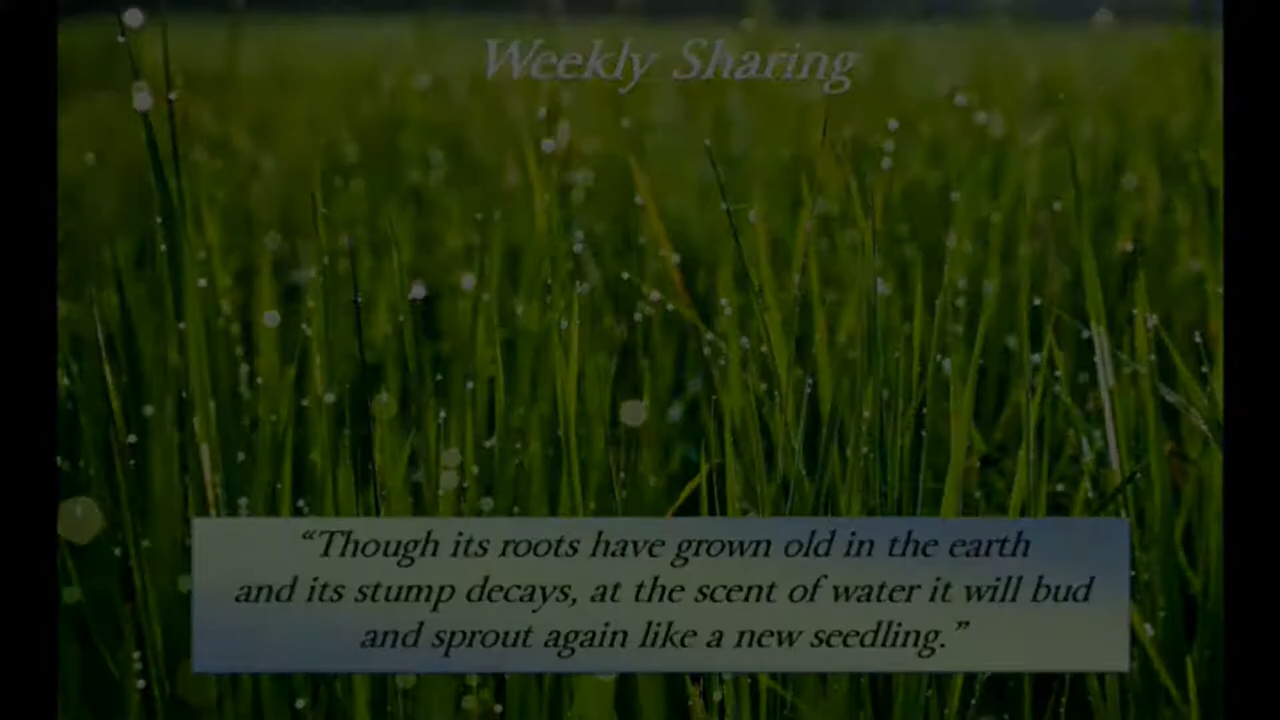 Weekly Sharing
“Though its roots have grown old in the earth
and its stump decays, at the scent of water it will bud
and sprout again like a new seedling.”